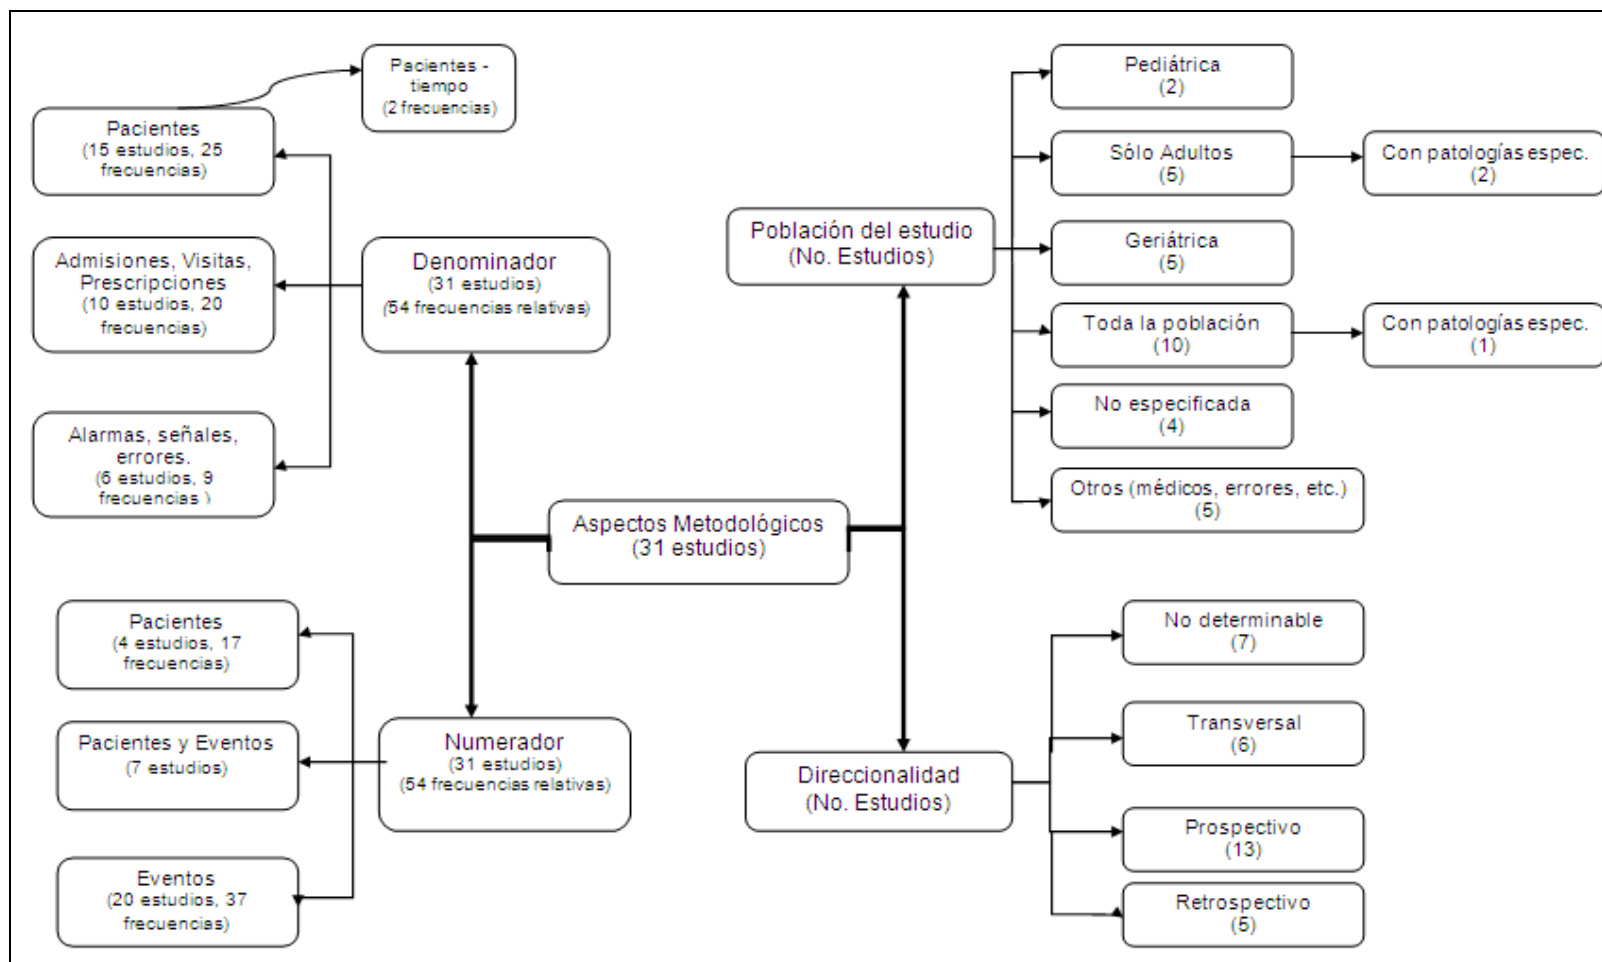 Pacientes -
tiempo
(2 frecuencias)
Pacientes
(15 estudios, 25
frecuencias)
Admisiones, Visitas,
Prescripciones
(10 estudios, 20
frecuencias)
Denominador
(31 estudios)
(54 frecuencias relativas)
Alarmas, señales,
errores.
(6 estudios, 9
frecuencias )
Aspectos Metodológicos
(31 estudios)
Pacientes
(4 estudios, 17
frecuencias)
Pacientes y Eventos
(7 estudios)
Numerador
(31 estudios)
(54 frecuencias relativas)
Eventos
(20 estudios, 37
frecuencias)
Población del estudio
(No. Estudios)
Pediátrica
(2)
Sólo Adultos
(5)
Con patologías espec.
(2)
Geriátrica
(5)
Toda la población
(10)
Con patologías espec.
(1)
No especificada
(4)
Otros (médicos, errores, etc.)
(5)
Direccionalidad
(No. Estudios)
No determinable
(7)
Transversal
(6)
Prospectivo
(13)
Retrospectivo
(5)